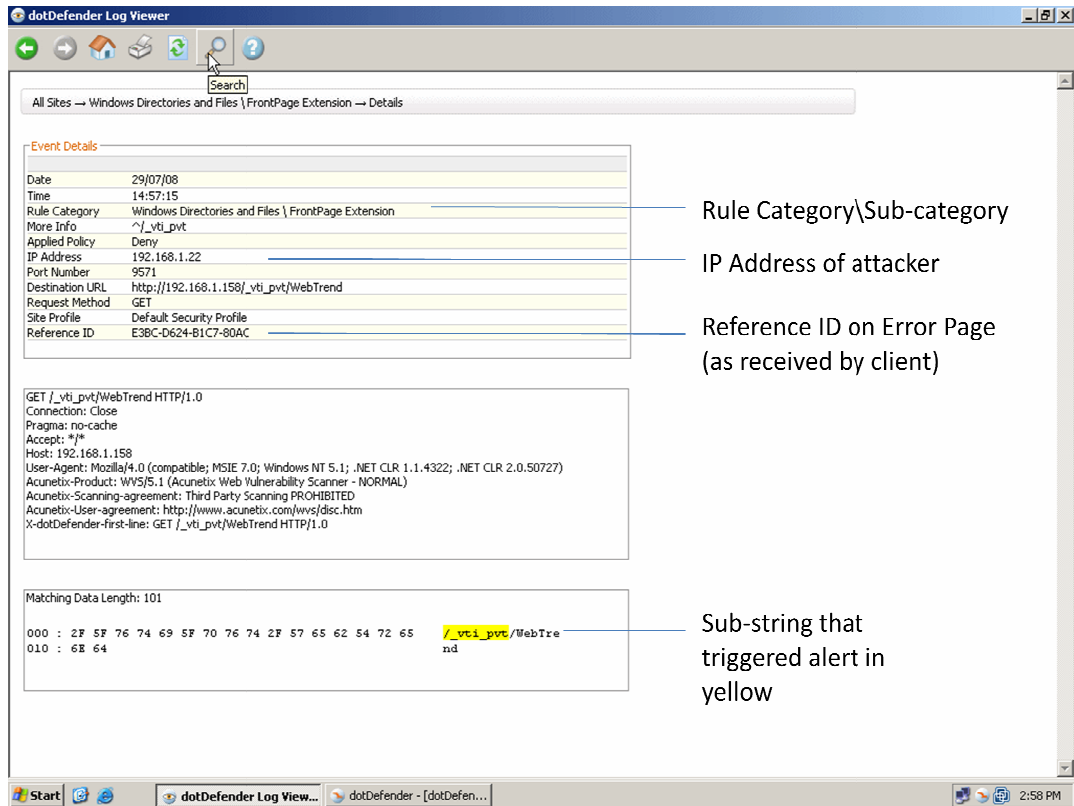 dotDefender Log Viewer
Search
All Sites → Windows Directories and Files \ FrontPage Extension → Details
Event Details
Date 29/07/08
Time 14:57:15
Rule Category Windows Directories and Files \ FrontPage Extension
Rule Category\Sub-category
More Info ^/_vti_pvt
Applied Policy Deny
IP Address 192.168.1.22
IP Address of attacker
Port Number 9571
Destination URL http://192.168.1.158/_vti_pvt/WebTrend
Request Method GET
Site Profile Default Security Profile
Reference ID E3BC-D624-B1C7-80AC
Reference ID on Error Page
(as received by client)
GET /_vti_pvt/WebTrend HTTP/1.0
Connection: Close
Pragma: no-cache
Accept: */*
Host: 192.168.1.158
User-Agent: Mozilla/4.0 (compatible; MSIE 7.0; Windows NT 5.1; .NET CLR 1.1.4322; .NET CLR 2.0.50727)
Acunetix-Product: WVS/5.1 (Acunetix Web Vulnerability Scanner - NORMAL)
Acunetix-Scanning-agreement: Third Party Scanning PROHIBITED
Acunetix-User-agreement: http://www.acunetix.com/wvs/disc.htm
X-dotDefender-first-line: GET /_vti_pvt/WebTrend HTTP/1.0
Matching Data Length: 101
000 : 2F 5F 76 74 69 5F 70 76 74 2F 57 65 62 54 72 65 /_vti_pvt/WebTre
010 : 6E 64 nd
Sub-string that
triggered alert in
yellow
Start
dotDefender Log View...
dotDefender - [dotDefen...
2:58 PM